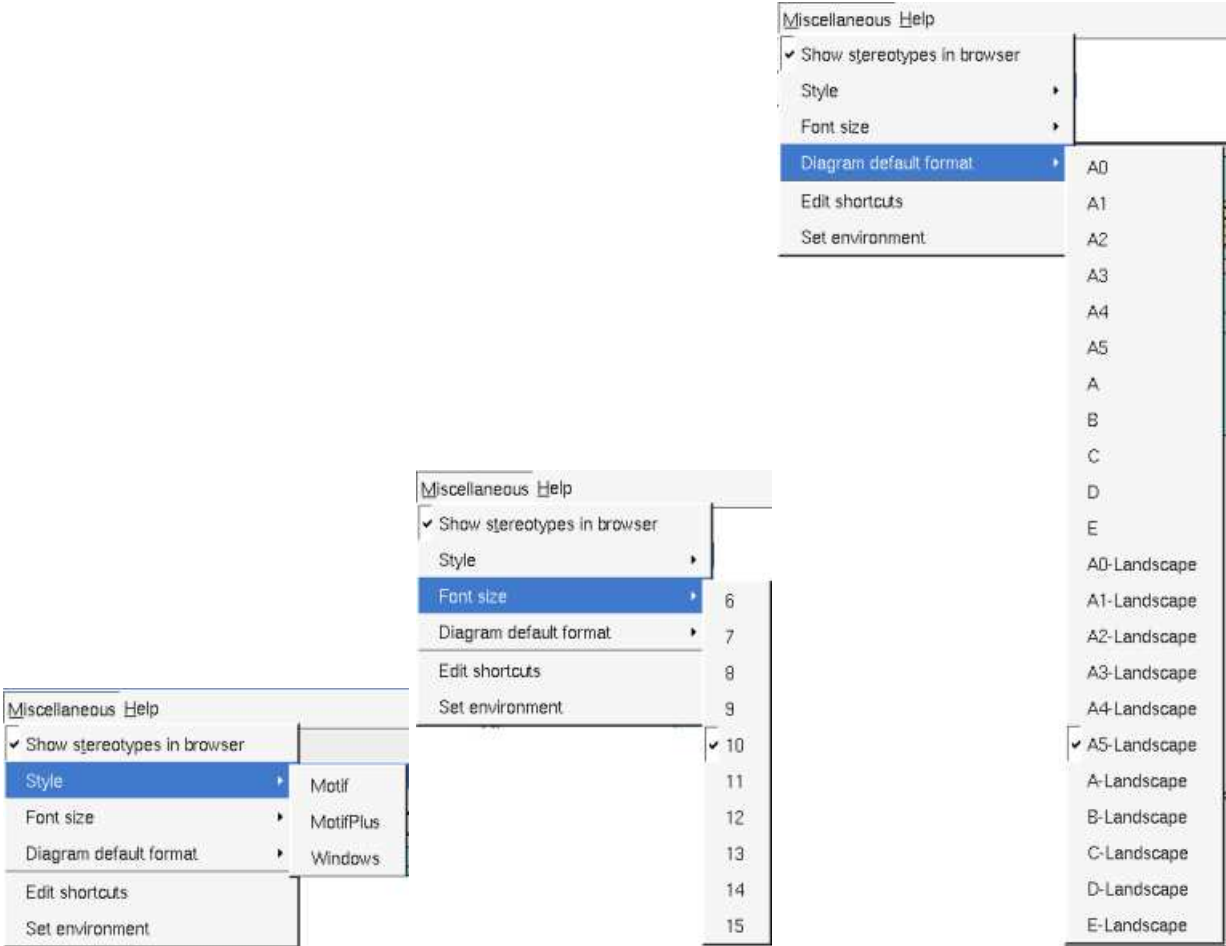 Miscellaneous Help
✔ Show stereotypes in browser
Style
Font size
Diagram default format
Edit shortcuts
Set environment
Motif
MotifPlus
Windows
Miscellaneous Help
✔ Show stereotypes in browser
Style
Font size
Diagram default format
Edit shortcuts
Set environment
6
7
8
9
✔ 10
11
12
13
14
15
Miscellaneous Help
✔ Show stereotypes in browser
Style
Font size
Diagram default format
Edit shortcuts
Set environment
A0
A1
A2
A3
A4
A5
A
B
C
D
E
A0-Landscape
A1-Landscape
A2-Landscape
A3-Landscape
A4-Landscape
✔ A5-Landscape
A-Landscape
B-Landscape
C-Landscape
D-Landscape
E-Landscape